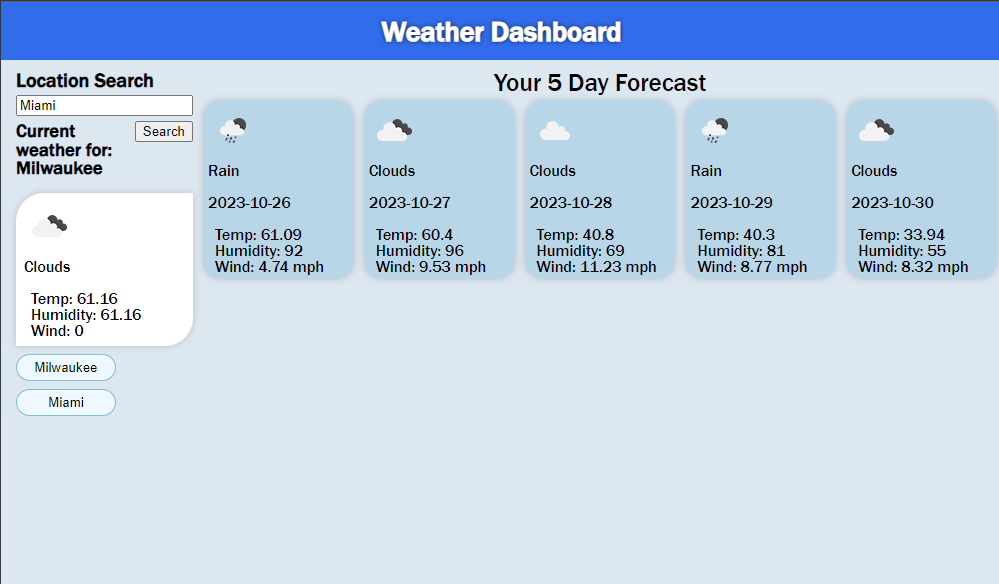 Weather Dashboard
Location Search
Miami
Search
Current
weather for:
Milwaukee
Clouds
Temp: 61.16
Humidity: 61.16
Wind: 0
Milwaukee
Miami
Your 5 Day Forecast
Rain
2023-10-26
Temp: 61.09
Humidity: 92
Wind: 4.74 mph
Clouds
2023-10-27
Temp: 60.4
Humidity: 96
Wind: 9.53 mph
Clouds
2023-10-28
Temp: 40.8
Humidity: 69
Wind: 11.23 mph
Rain
2023-10-29
Temp: 40.3
Humidity: 81
Wind: 8.77 mph
Clouds
2023-10-30
Temp: 33.94
Humidity: 55
Wind: 8.32 mph